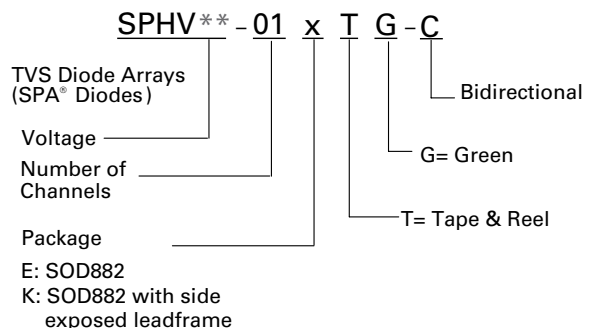 SPHV**-01 x T G-C
TVS Diode Arrays
(SPA® Diodes)
Bidirectional
Voltage
G= Green
Number of
Channels
T= Tape & Reel
Package
E: SOD882
K: SOD882 with side
exposed leadframe